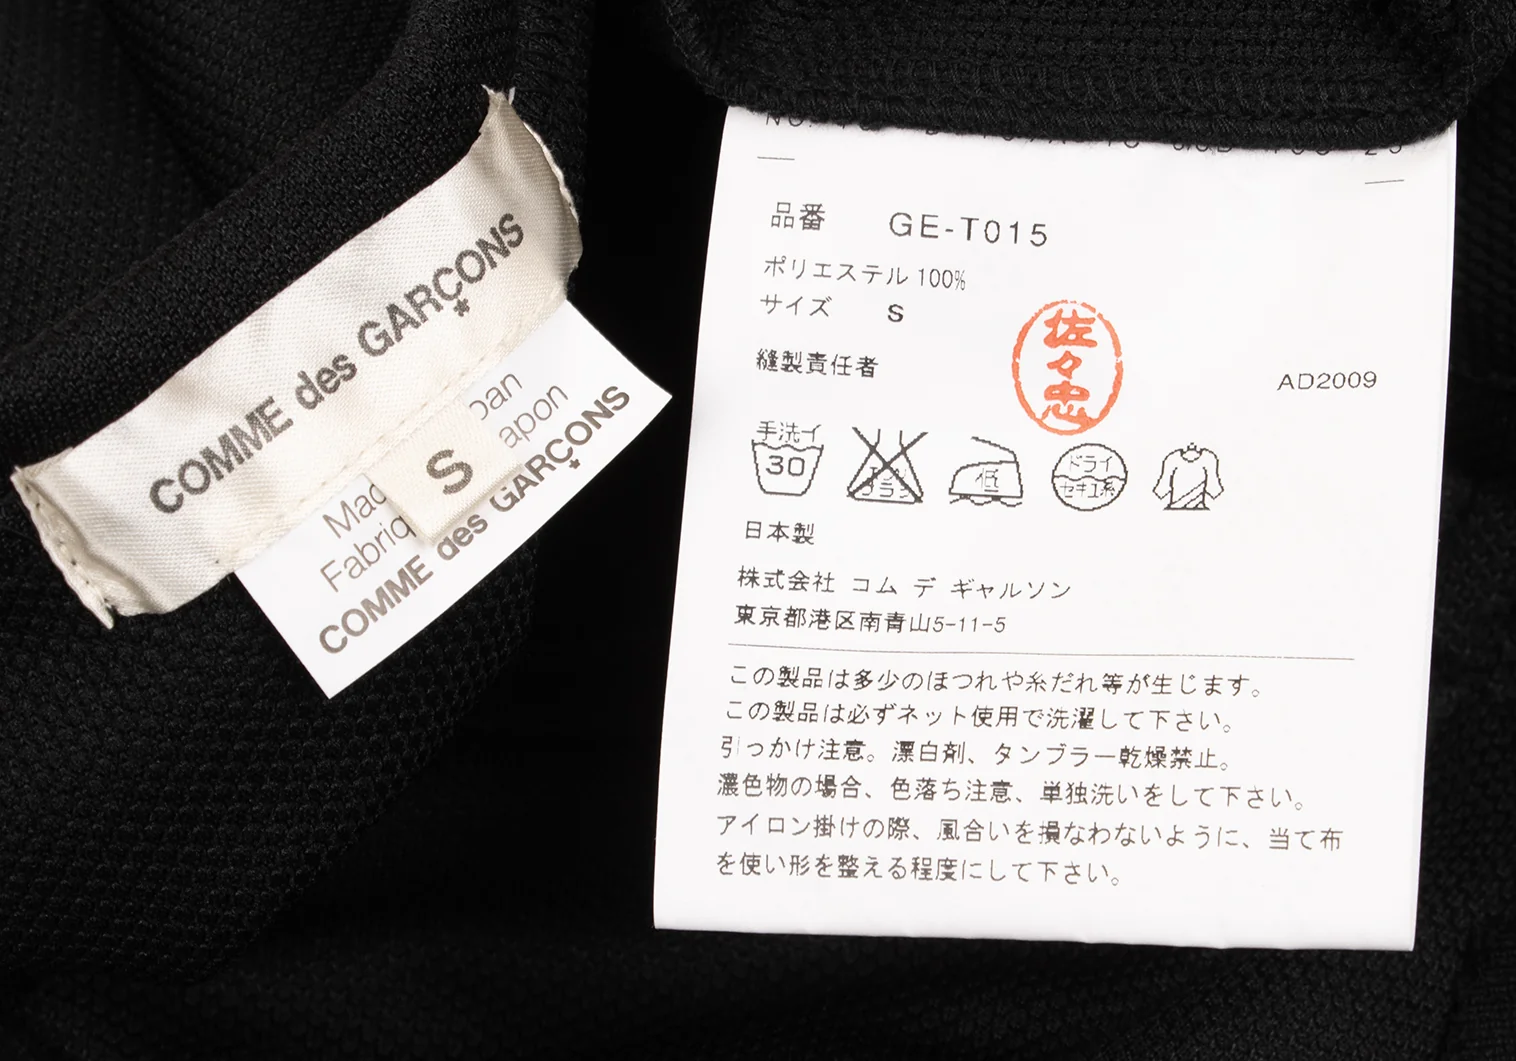 COMME des GARÇONS
S
COMME des GARÇONS
品番 GE-T015
ポリエステル 100%
サイズ S
縫製責任者
佐々忠
AD2009
手洗イ
30
低
ドライ
セキユ系
日本製
株式会社 コム デ ギャルソン
東京都港区南青山5-11-5
この製品は多少のほつれや糸だれ等が生じます。
この製品は必ずネット使用で洗濯して下さい。
引っかけ注意。漂白剤、タンブラー乾燥禁止。
濃色物の場合、色落ち注意、単独洗いをして下さい。
アイロン掛けの際、風合いを損なわないように、当て布
を使い形を整える程度にして下さい。